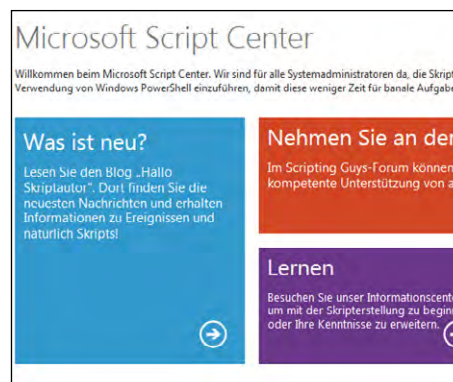 Microsoft Script Center
Willkommen beim Microsoft Script Center. Wir sind für alle Systemadministratoren da, die Skript
Verwendung von Windows PowerShell einzuführen, damit diese weniger Zeit für banale Aufgabe
Was ist neu?
Lesen Sie den Blog „Hallo
Skriptautor“. Dort finden Sie die
neuesten Nachrichten und erhalten
Informationen zu Ereignissen und
natürlich Skripts!
Nehmen Sie an der
Im Scripting Guys-Forum können
kompetente Unterstützung von a
Lernen
Besuchen Sie unser Informationscente
um mit der Skripterstellung zu beginn
oder Ihre Kenntnisse zu erweitern.